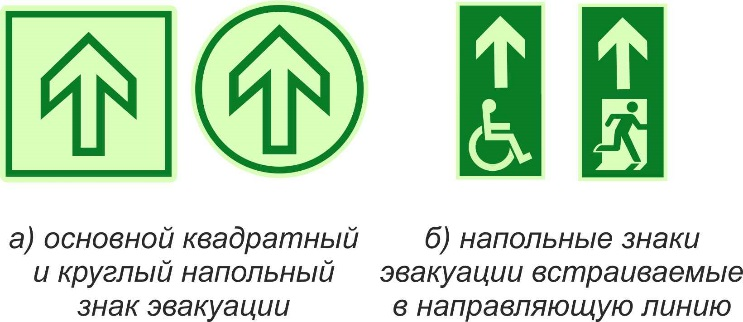 а) основной квадратный
и круглый напольный
знак эвакуации
б) напольные знаки
эвакуации встраиваемые
в направляющую линию